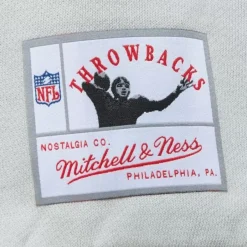 THROWBACKS
NFL
NOSTALGIA CO.
Mitchell & Ness
PHILADELPHIA, PA.